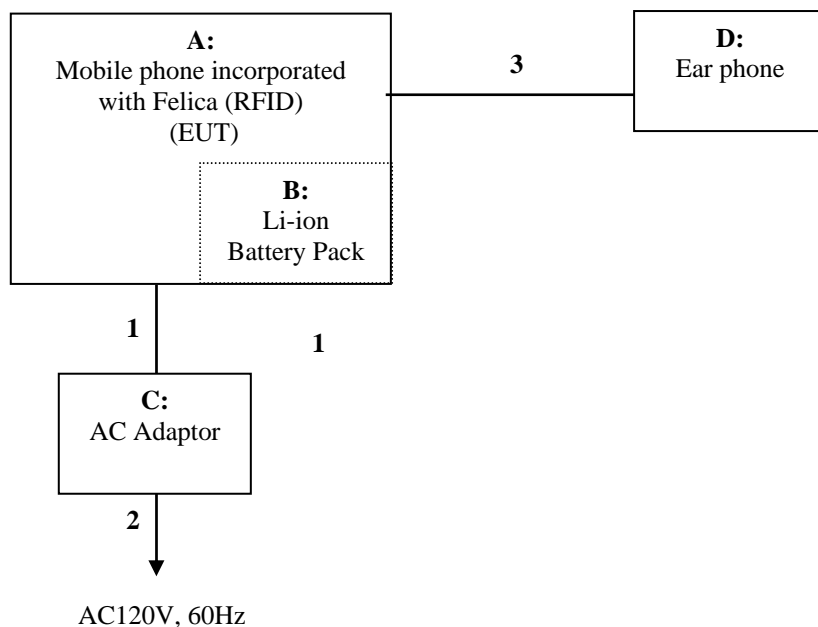 A:
Mobile phone incorporated
with Felica (RFID)
(EUT)
B:
Li-ion
Battery Pack
3
D:
Ear phone
1
1
C:
AC Adaptor
2
AC120V, 60Hz